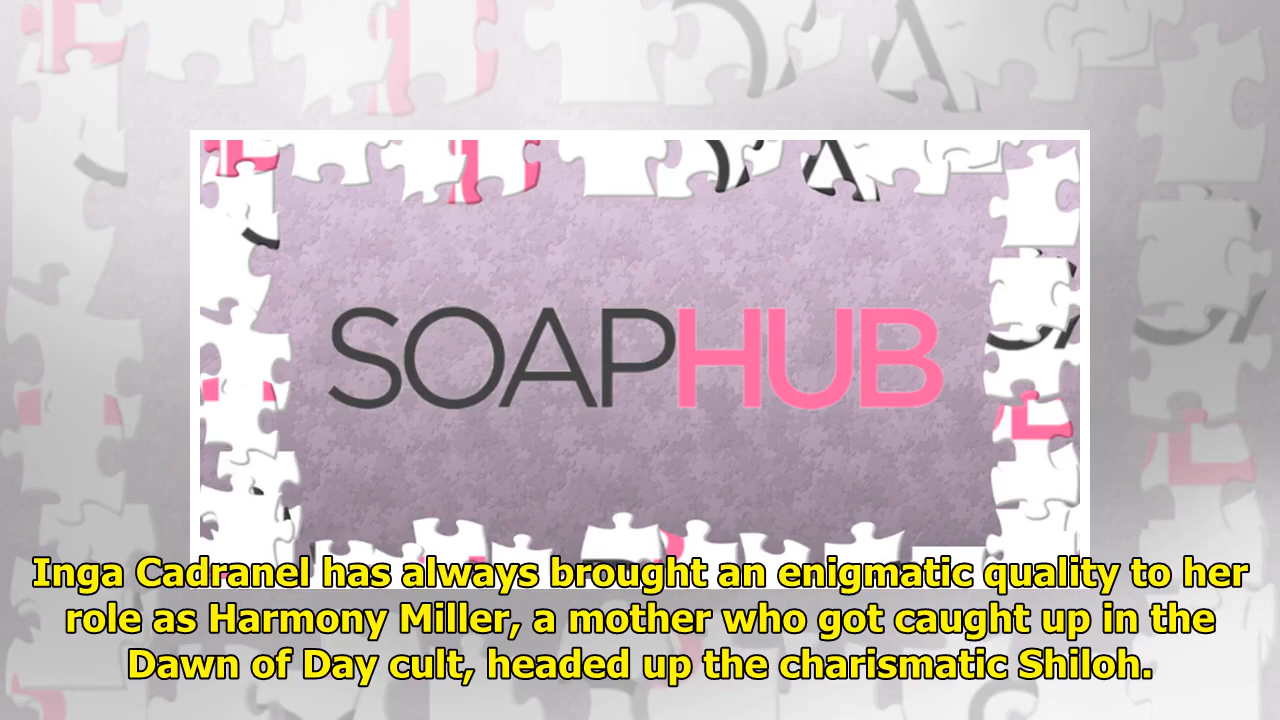 SOAPHUB
Inga Cadranel has always brought an enigmatic quality to her
role as Harmony Miller, a mother who got caught up in the
Dawn of Day cult, headed up the charismatic Shiloh.